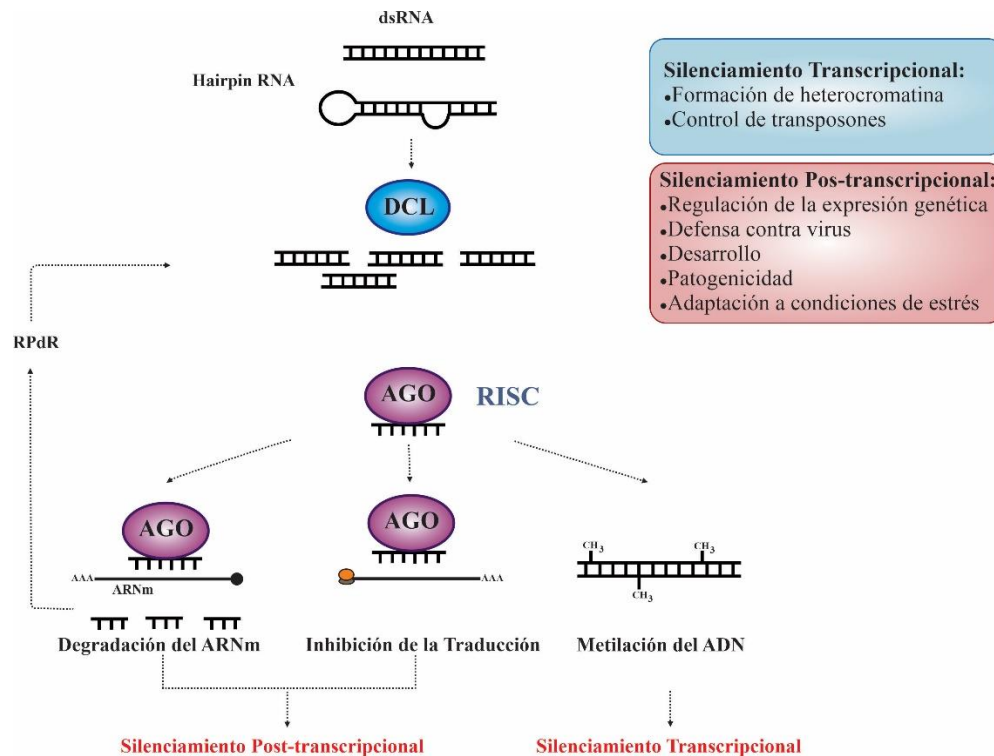 dsRNA
Hairpin RNA
DCL
Silenciamiento Transcripcional:
•Formación de heterocromatina
•Control de transposones
Silenciamiento Pos-transcripcional:
•Regulación de la expresión genética
•Defensa contra virus
•Desarrollo
•Patogenicidad
•Adaptación a condiciones de estrés
RPdR
AGO
RISC
AGO
AAA
ARNm
AGO
AAA
CH3
CH3
CH3
Degradación del ARNm
Inhibición de la Traducción
Metilación del ADN
Silenciamiento Post-transcripcional
Silenciamiento Transcripcional